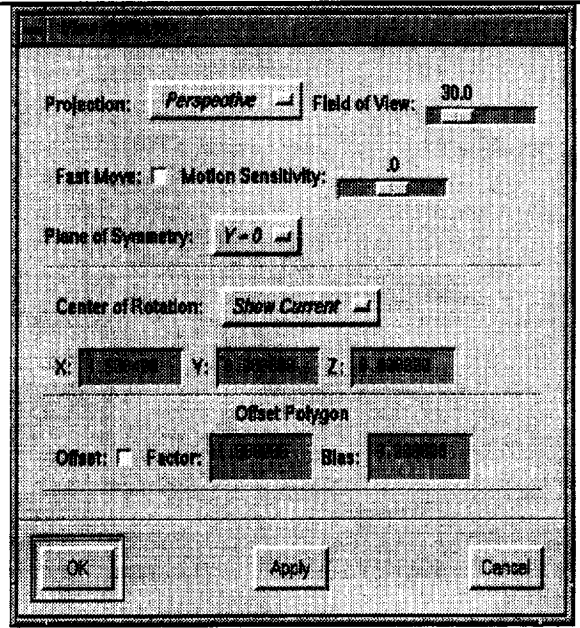 Projection: Perspective Field of View: 30.0
Fast Move: Motion Sensitivity: .0
Plane of Symmetry: Y=0
Center of Rotation: Show Current
X: Y: Z:
Offset Polygon
Offset: Factor: Bias:
OK Apply Cancel